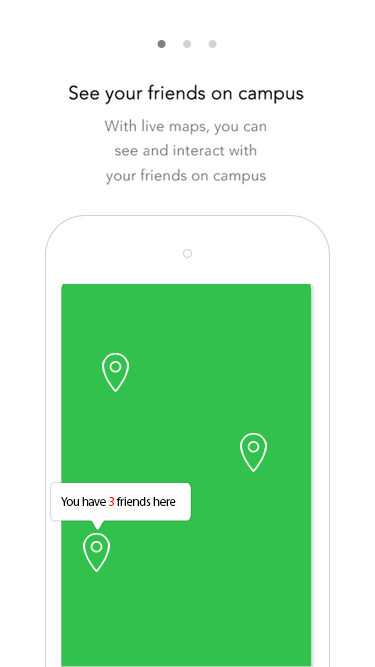 See your friends on campus
With live maps, you can
see and interact with
your friends on campus
You have 3 friends here